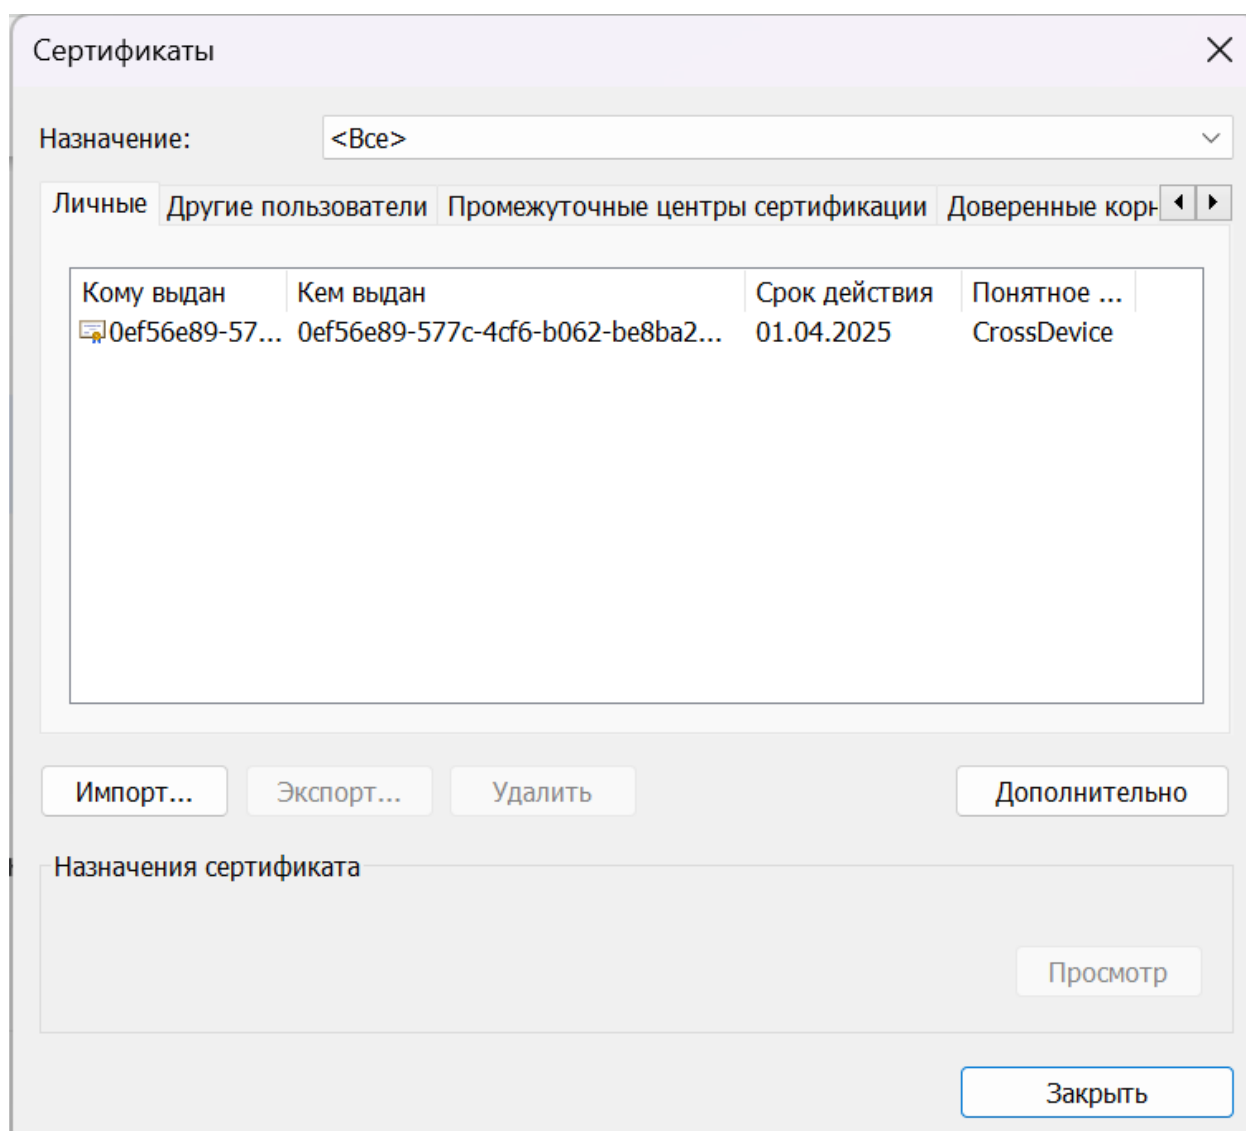 Сертификаты
Назначение: <Все>
Личные Другие пользователи Промежуточные центры сертификации Доверенные корн
Кому выдан Кем выдан Срок действия Понятное ...
0ef56e89-57... 0ef56e89-577c-4cf6-b062-be8ba2... 01.04.2025 CrossDevice
Импорт... Экспорт... Удалить Дополнительно
Назначения сертификата
Просмотр
Закрыть